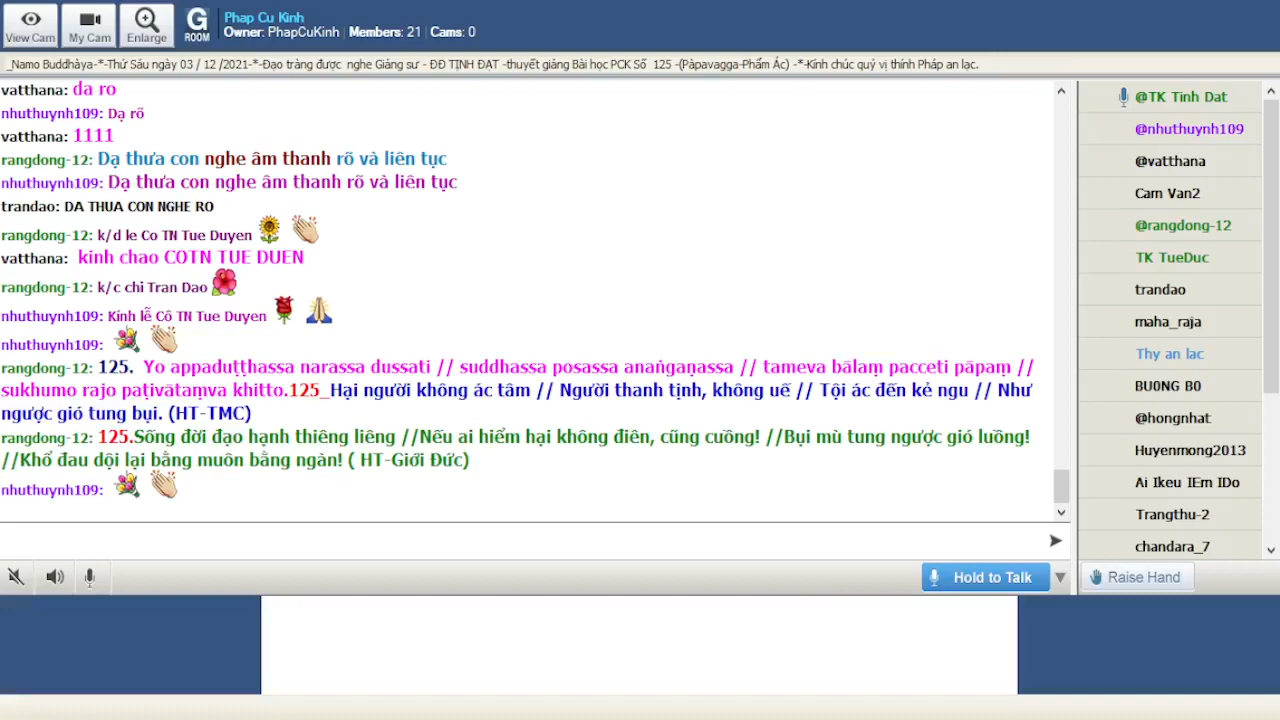 View Cam
My Cam
Enlarge
G
ROOM
Phap Cu Kinh
Owner: PhapCuKinh | Members: 21 | Cams: 0
_Namo Buddhàya-*-Thứ Sáu ngày 03 / 12 /2021-*-Đạo tràng được nghe Giảng sư - ĐĐ TỊNH ĐẠT -thuyết giảng Bài học PCK Số 125 -(Pàpavagga-Phẩm Ác) -*-Kính chúc quý vị thính Pháp an lạc.
vatthana: da ro
nhuthuynh109: Dạ rõ
vatthana: 1111
rangdong-12: Dạ thưa con nghe âm thanh rõ và liên tục
nhuthuynh109: Dạ thưa con nghe âm thanh rõ và liên tục
trandao: DA THUA CON NGHE RO
rangdong-12: k/d le Co TN Tue Duyen
vatthana: kinh chao COTN TUE DUEN
rangdong-12: k/c chi Tran Dao
nhuthuynh109: Kính lễ Cô TN Tue Duyen
nhuthuynh109:
rangdong-12: 125. Yo appaduṭṭhassa narassa dussati // suddhassa posassa anaṅgaṇassa // tameva bālaṃ pacceti pāpaṃ //
sukhumo rajo paṭivātaṃva khitto.125_Hại người không ác tâm // Người thanh tịnh, không uế // Tội ác đến kẻ ngu // Như
ngược gió tung bụi. (HT-TMC)
rangdong-12: 125.Sống đời đạo hạnh thiêng liêng //Nếu ai hiểm hại không điên, cũng cuồng! //Bụi mù tung ngược gió luồng!
//Khổ đau dội lại bằng muôn bằng ngàn! ( HT-Giới Đức)
nhuthuynh109:
@TK Tinh Dat
@nhuthuynh109
@vatthana
Cam Van2
@rangdong-12
TK TueDuc
trandao
maha_raja
Thy an lac
BU0NG B0
@hongnhat
Huyenmong2013
Ai Ikeu IEm IDo
Trangthu-2
chandara_7
Hold to Talk
Raise Hand